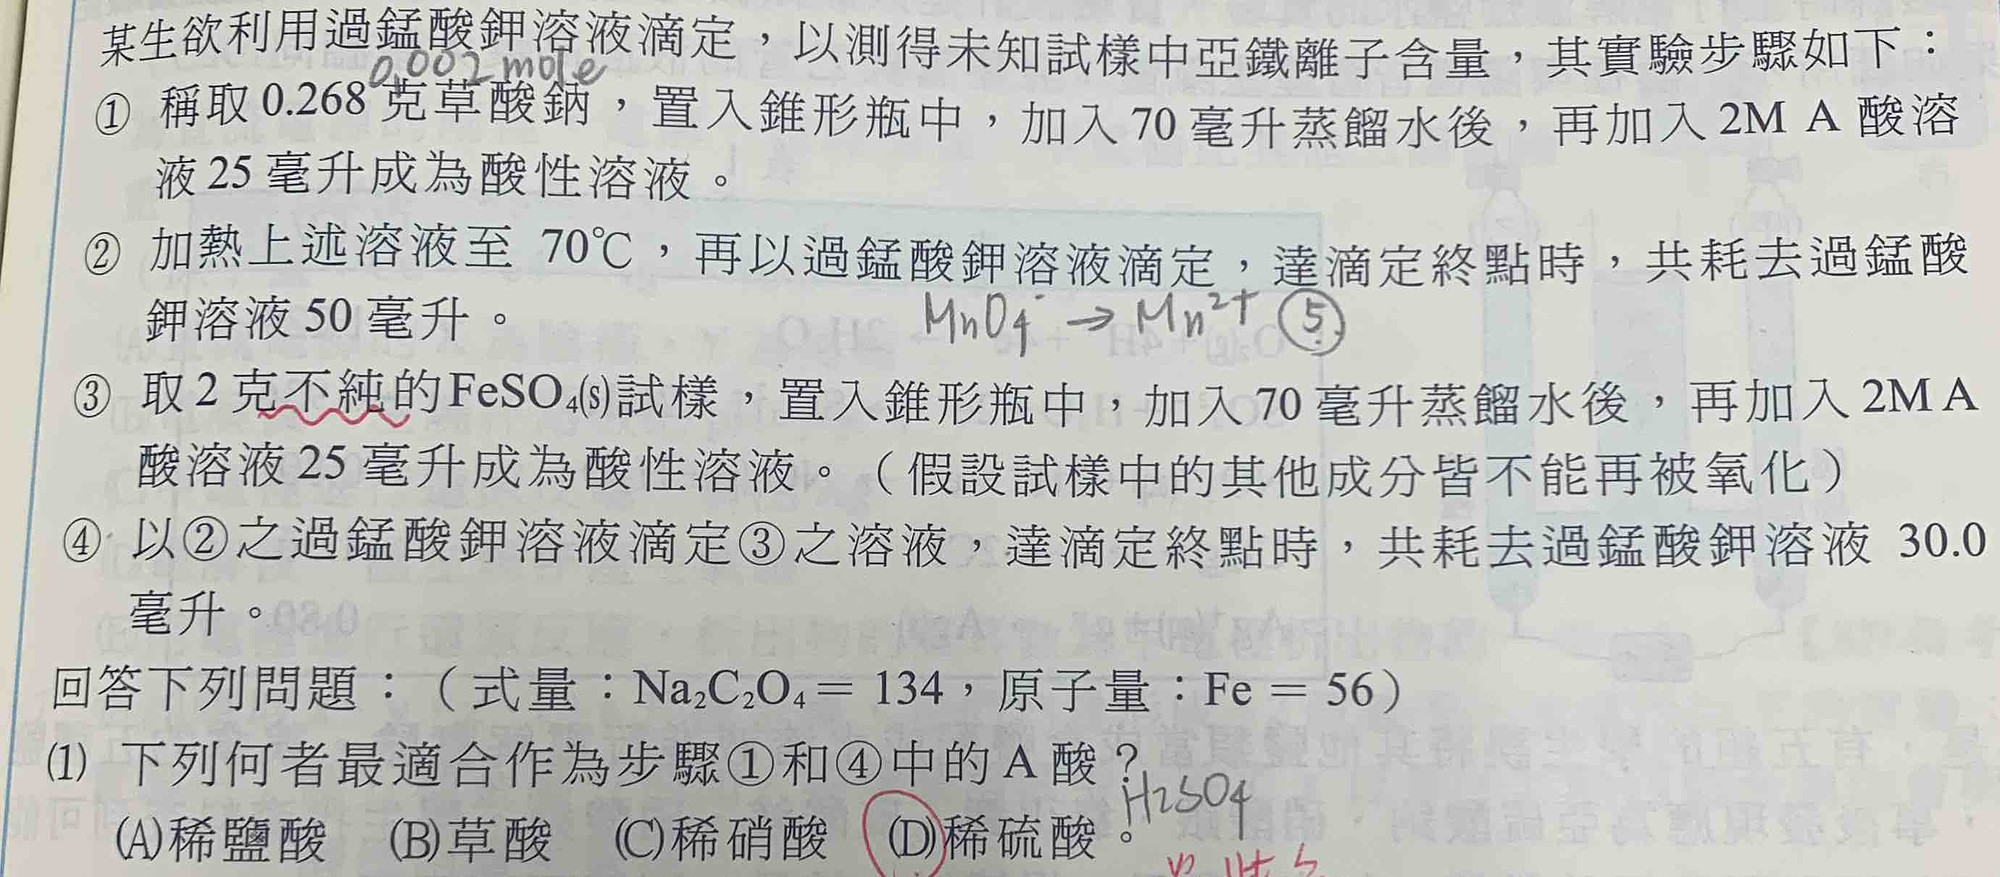 某生欲利用過錳酸鉀溶液滴定，以測得未知試樣中亞鐵離子含量，其實驗步驟如下：
0.002 mole
① 稱取 0.268 克草酸鈉，置入錐形瓶中，加入 70 毫升蒸餾水後，再加入 2M A 酸溶
液 25 毫升成為酸性溶液。
② 加熱上述溶液至 70℃，再以過錳酸鉀溶液滴定，達滴定終點時，共耗去過錳酸
鉀溶液 50 毫升。
MnO₄⁻ → Mn²⁺ ⑤
③ 取 2 克不純的FeSO₄(s)試樣，置入錐形瓶中，加入 70 毫升蒸餾水後，再加入 2M A
酸溶液 25 毫升成為酸性溶液。（假設試樣中的其他成分皆不能再被氧化）
④ 以②之過錳酸鉀溶液滴定③之溶液，達滴定終點時，共耗去過錳酸鉀溶液 30.0
毫升。
回答下列問題：（式量：Na₂C₂O₄＝ 134，原子量：Fe ＝ 56）
(1) 下列何者最適合作為步驟①和④中的 A 酸？
H2SO4
(A)稀鹽酸 (B)草酸 (C)稀硝酸 (D)稀硫酸。